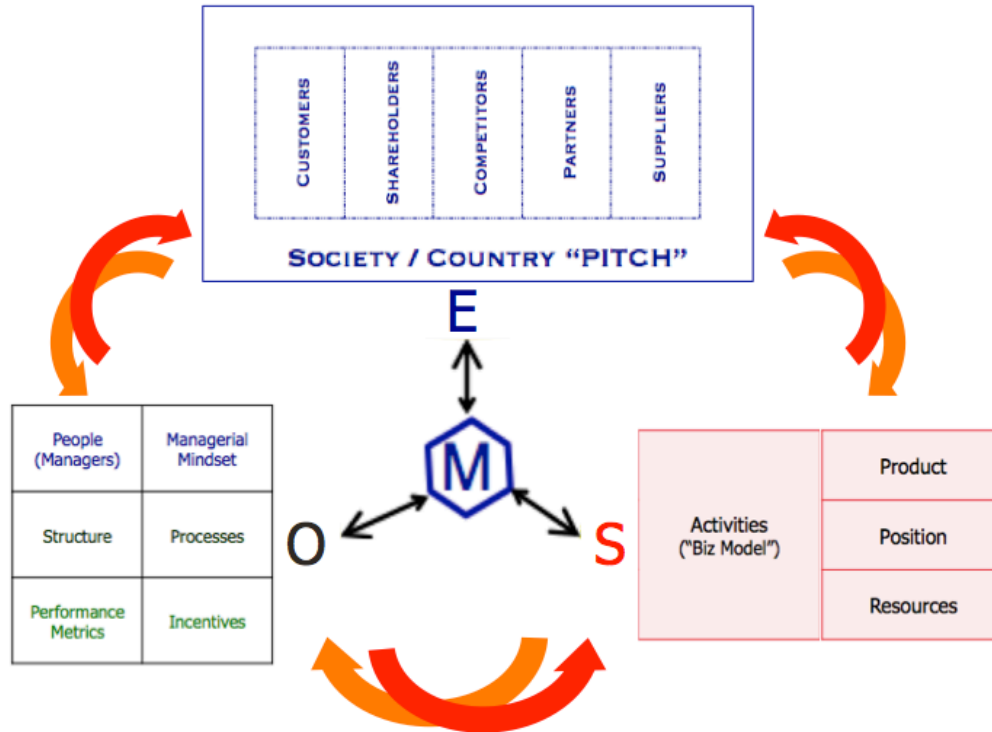 CUSTOMERS
SHAREHOLDERS
COMPETITORS
PARTNERS
SUPPLIERS
SOCIETY / COUNTRY “PITCH”
E
M
O
S
People
(Managers)
Managerial
Mindset
Structure
Processes
Performance
Metrics
Incentives
Activities
(“Biz Model”)
Product
Position
Resources